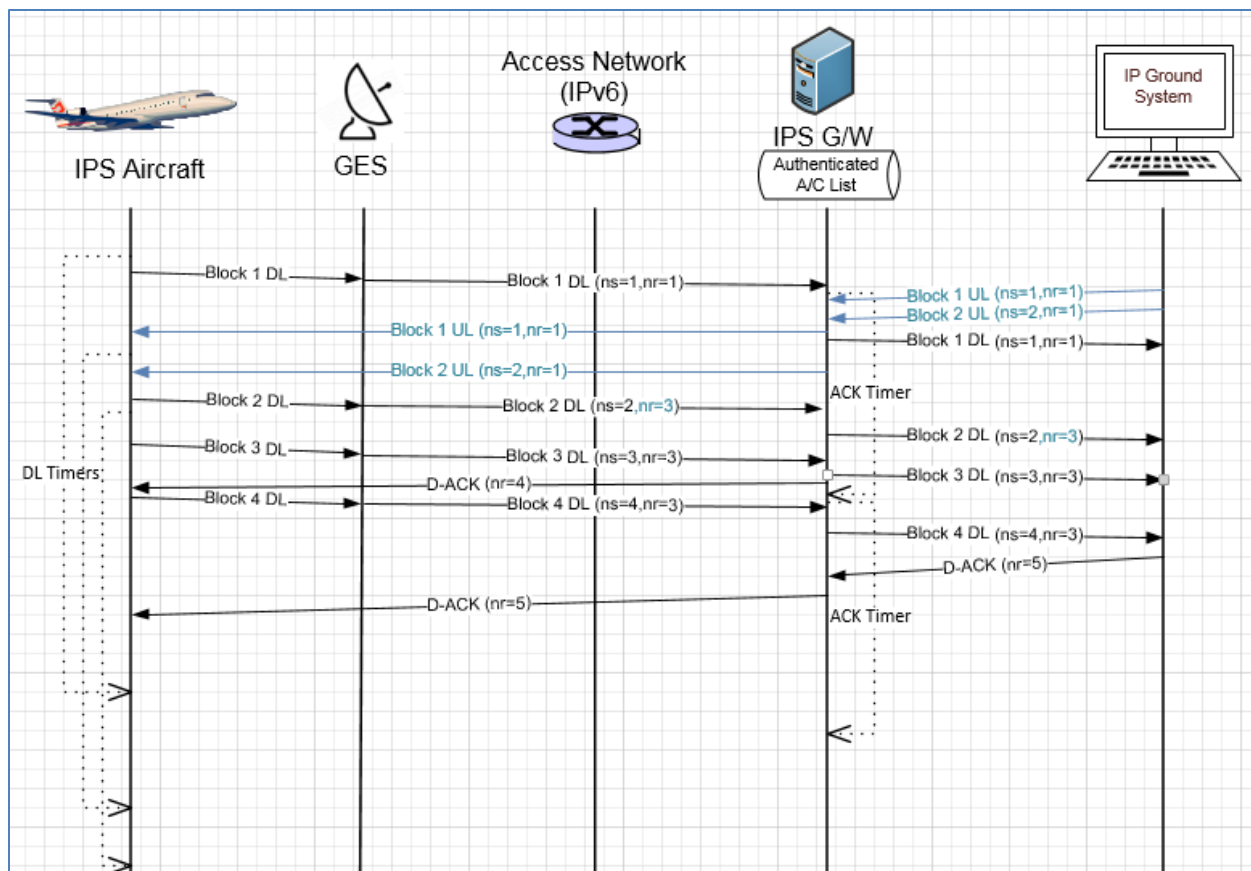 Access Network
(IPv6)
IP Ground
System
IPS Aircraft
GES
IPS G/W
Authenticated
A/C List
Block 1 DL
Block 1 DL (ns=1,nr=1)
Block 1 UL (ns=1,nr=1)
Block 2 UL (ns=2,nr=1)
Block 1 UL (ns=1,nr=1)
Block 1 DL (ns=1,nr=1)
Block 2 UL (ns=2,nr=1)
ACK Timer
Block 2 DL
Block 2 DL (ns=2,nr=3)
Block 2 DL (ns=2,nr=3)
Block 3 DL
Block 3 DL (ns=3,nr=3)
DL Timers
D-ACK (nr=4)
Block 3 DL (ns=3,nr=3)
Block 4 DL
Block 4 DL (ns=4,nr=3)
Block 4 DL (ns=4,nr=3)
D-ACK (nr=5)
D-ACK (nr=5)
ACK Timer